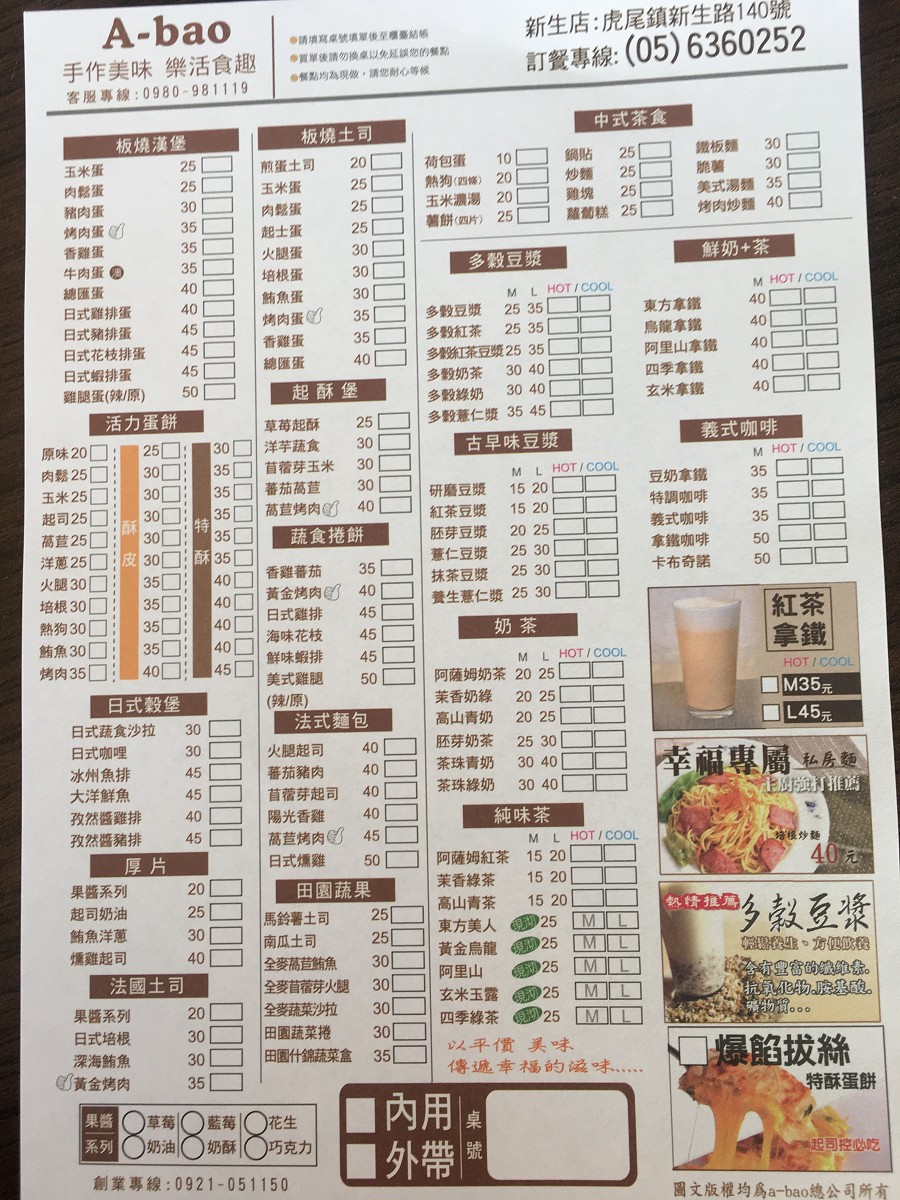 A-bao
手作美味 樂活食趣
客服專線:0980-981119
●請填寫桌號填單後至櫃臺結帳
●買單後請勿換桌以免延誤您的餐點
●餐點均為現做，請您耐心等候
新生店:虎尾鎮新生路140號
訂餐專線:(05)6360252
板燒漢堡
玉米蛋 25
肉鬆蛋 25
豬肉蛋 30
烤肉蛋 35
香雞蛋 35
牛肉蛋 澳 35
總匯蛋 40
日式雞排蛋 40
日式豬排蛋 45
日式花枝排蛋 45
日式蝦排蛋 45
雞腿蛋(辣/原) 50
活力蛋餅
酥皮
特酥
原味20 25 30
肉鬆25 30 35
玉米25 30 35
起司25 30 35
萵苣25 30 35
洋蔥25 30 35
火腿30 35 40
培根30 35 40
熱狗30 35 40
鮪魚30 35 40
烤肉35 40 45
日式穀堡
日式蔬食沙拉 30
日式咖哩 30
冰州魚排 45
大洋鮮魚 45
孜然醬雞排 40
孜然醬豬排 45
厚片
果醬系列 20
起司奶油 25
鮪魚洋蔥 30
燻雞起司 40
法國土司
果醬系列 20
日式培根 30
深海鮪魚 30
黃金烤肉 35
果醬系列
草莓 藍莓 花生
奶油 奶酥 巧克力
創業專線:0921-051150
板燒土司
煎蛋土司 20
玉米蛋 25
肉鬆蛋 25
起士蛋 25
火腿蛋 30
培根蛋 30
鮪魚蛋 30
烤肉蛋 35
香雞蛋 35
總匯蛋 40
起酥堡
草莓起酥 25
洋芋蔬食 30
苜蓿芽玉米 30
蕃茄萵苣 30
萵苣烤肉 40
蔬食捲餅
香雞蕃茄 35
黃金烤肉 40
日式雞排 45
海味花枝 45
鮮味蝦排 45
美式雞腿 50
(辣/原)
法式麵包
火腿起司 40
蕃茄豬肉 40
苜蓿芽起司 40
陽光香雞 40
萵苣烤肉 45
日式燻雞 50
田園蔬果
馬鈴薯土司 25
南瓜土司 25
全麥萵苣鮪魚 30
全麥苜蓿芽火腿 30
全麥蔬菜沙拉 30
田園蔬菜捲 30
田園什錦蔬菜盒 35
中式茶食
荷包蛋 10
熱狗(四條) 20
玉米濃湯 20
薯餅(四片) 25
鍋貼 25
炒麵 25
雞塊 25
蘿蔔糕 25
鐵板麵 30
脆薯 30
美式湯麵 35
烤肉炒麵 40
多穀豆漿
M L HOT / COOL
多穀豆漿 25 35
多穀紅茶 25 35
多穀紅茶豆漿 25 35
多穀奶茶 30 40
多穀綠奶 30 40
多穀薏仁漿 35 45
古早味豆漿
M L HOT / COOL
研磨豆漿 15 20
紅茶豆漿 15 20
胚芽豆漿 20 25
薏仁豆漿 25 30
抹茶豆漿 25 30
養生薏仁漿 25 30
奶茶
M L HOT / COOL
阿薩姆奶茶 20 25
茉香奶綠 20 25
高山青奶 20 25
胚芽奶茶 25 30
茶珠青奶 30 40
茶珠綠奶 30 40
純味茶
M L HOT / COOL
阿薩姆紅茶 15 20
茉香綠茶 15 20
高山青茶 15 20
東方美人 現沏 25 M L
黃金烏龍 現沏 25 M L
阿里山 現沏 25 M L
玄米玉露 現沏 25 M L
四季綠茶 現沏 25 M L
以平價 美味
傳遞幸福的滋味.....
內用
外帶
桌號
鮮奶+茶
M HOT / COOL
東方拿鐵 40
烏龍拿鐵 40
阿里山拿鐵 40
四季拿鐵 40
玄米拿鐵 40
義式咖啡
M HOT / COOL
豆奶拿鐵 35
特調咖啡 35
義式咖啡 35
拿鐵咖啡 50
卡布奇諾 50
紅茶
拿鐵
HOT / COOL
M35元
L45元
幸福專屬 私房麵
主廚強打推薦
培根炒麵
40元
熱情推薦
多穀豆漿
輕鬆養生、方便飲養
含有豐富的纖維素.
抗氧化物.胺基酸.
礦物質...
爆餡拔絲
特酥蛋餅
起司控必吃
圖文版權均為a-bao總公司所有